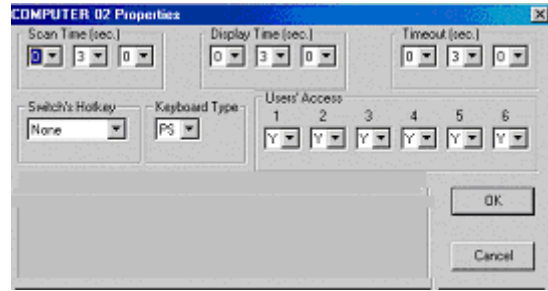 COMPUTER 02 Properties
Scan Time (sec.) Display Time (sec.) Timeout (sec.)
0 3 0 0 3 0 0 3 0
Switch's Hotkey Keyboard Type Users' Access
1 2 3 4 5 6
None PS Y Y Y Y Y Y
OK
Cancel